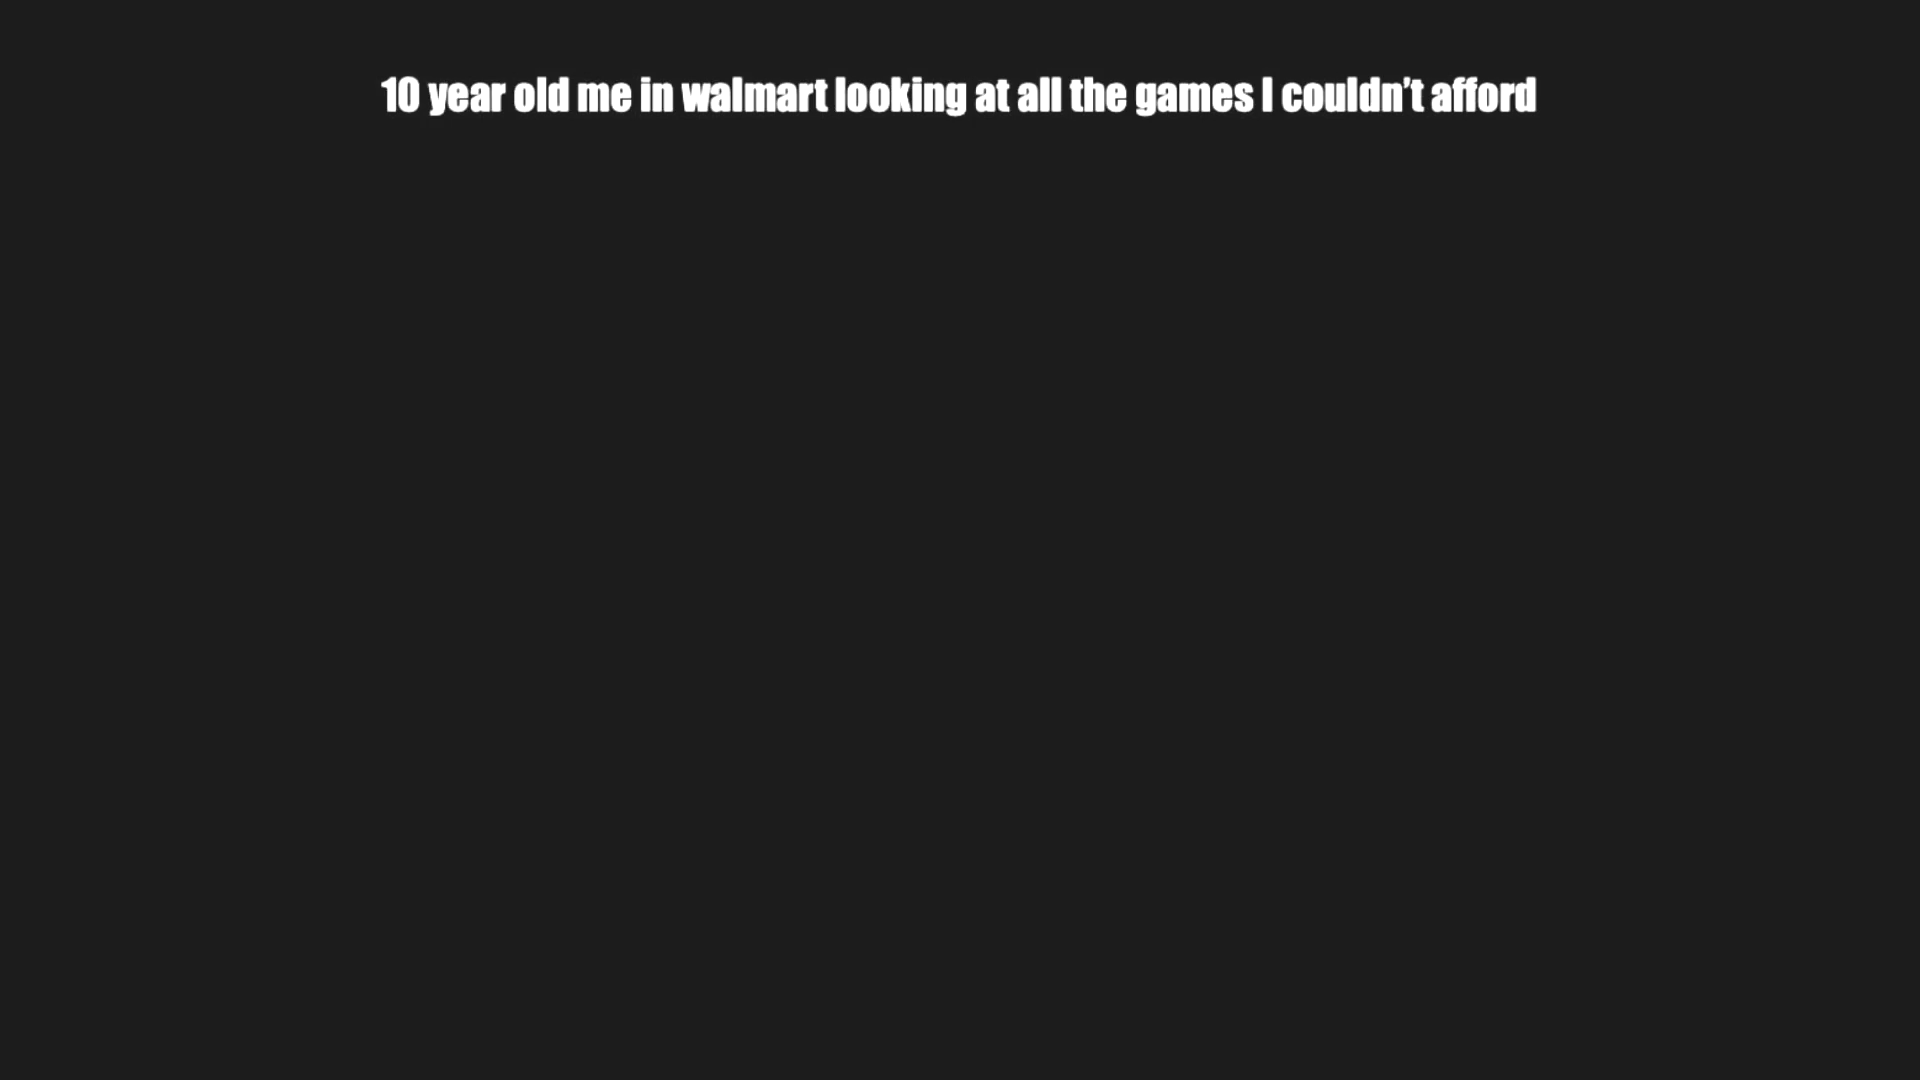 10 year old me in walmart looking at all the games I couldn’t afford